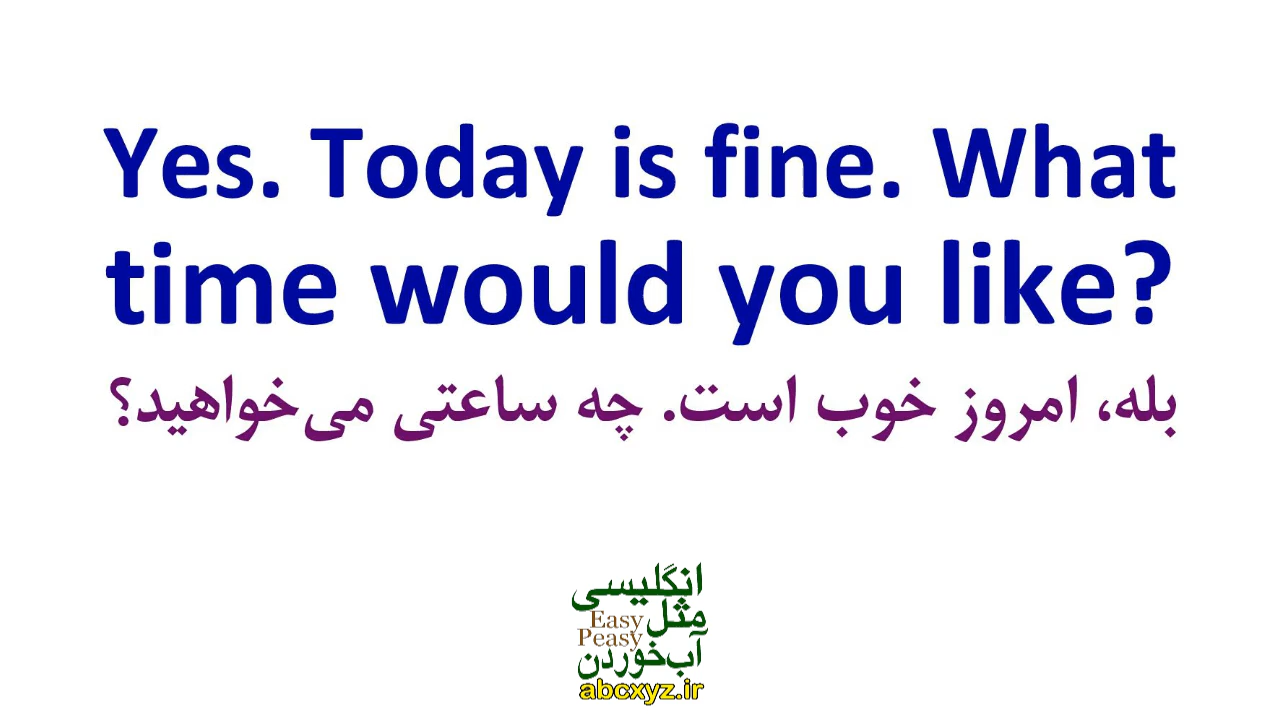 Yes. Today is fine. What
time would you like?
بله، امروز خوب است. چه ساعتی می‌خواهید؟
انگلیسی
مثل
Easy
Peasy
آب‌خوردن
abcxyz.ir